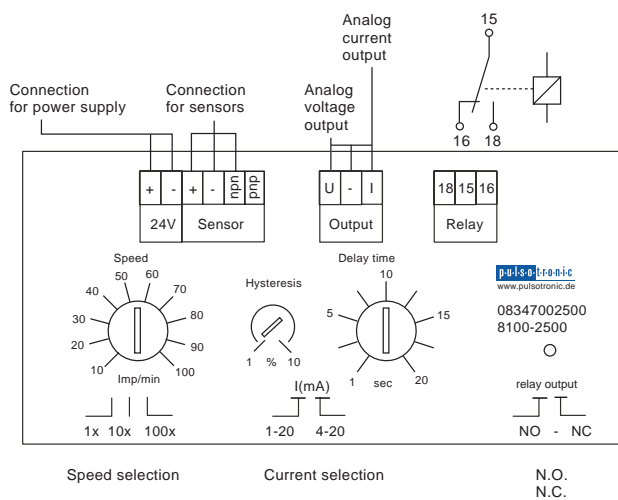 Analog
current
output
15
Connection
for power supply
Connection
for sensors
Analog
voltage
output
16 18
+ - + - npn pnp
U - I
18 15 16
24V Sensor
Output
Relay
Speed
10 20 30 40 50 60 70 80 90 100
Imp/min
Hysteresis
1 % 10
Delay time
1 5 10 15 20
sec
p·u·l·s·o·t·r·o·n·i·c
www.pulsotronic.de
08347002500
8100-2500
I(mA)
relay output
1x 10x 100x
1-20 4-20
NO - NC
Speed selection
Current selection
N.O.
N.C.